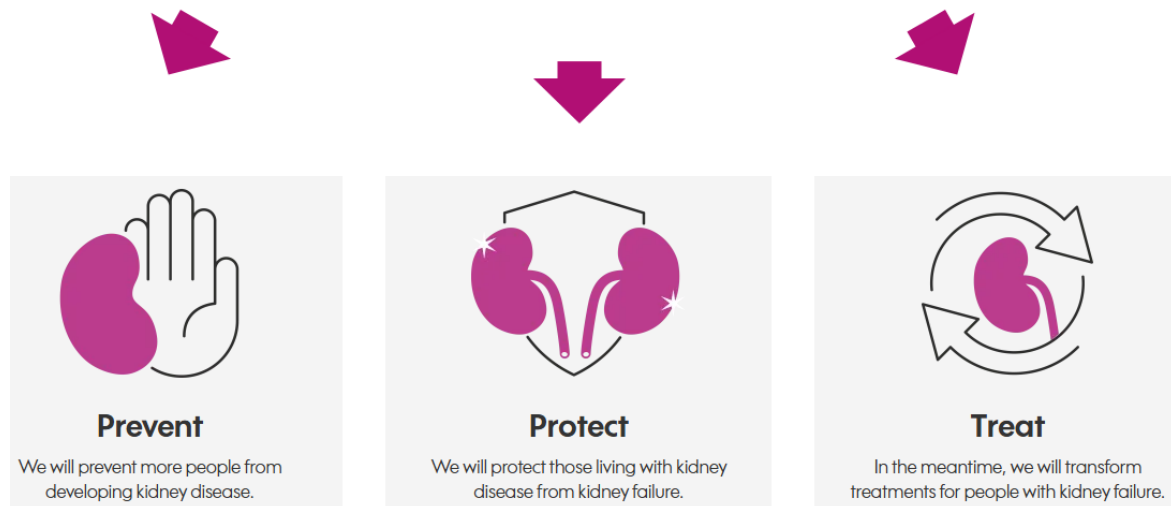 Prevent
We will prevent more people from
developing kidney disease.
Protect
We will protect those living with kidney
disease from kidney failure.
Treat
In the meantime, we will transform
treatments for people with kidney failure.